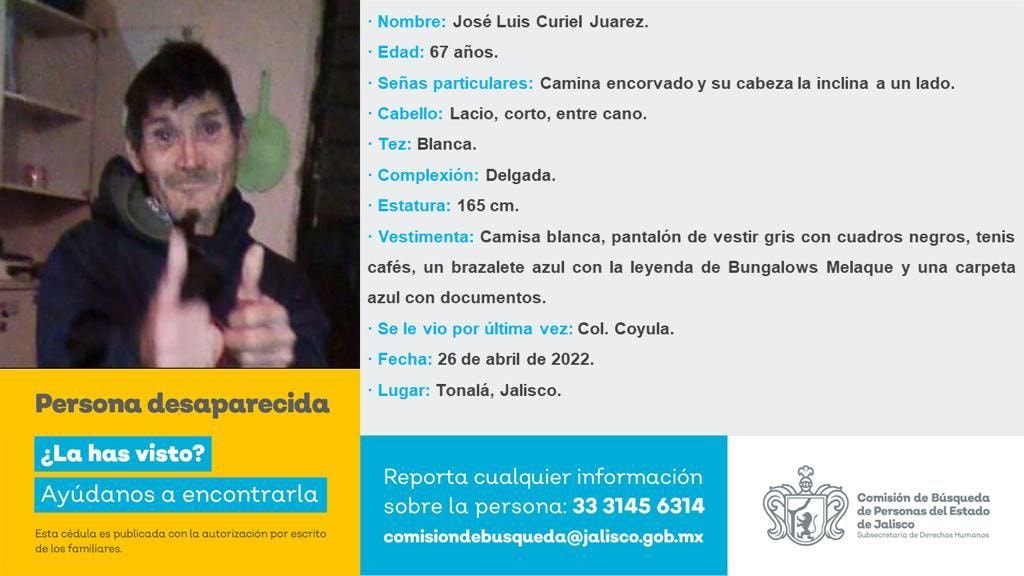 · Nombre: José Luis Curiel Juarez.
· Edad: 67 años.
· Señas particulares: Camina encorvado y su cabeza la inclina a un lado.
· Cabello: Lacio, corto, entre cano.
· Tez: Blanca.
· Complexión: Delgada.
· Estatura: 165 cm.
· Vestimenta: Camisa blanca, pantalón de vestir gris con cuadros negros, tenis
cafés, un brazalete azul con la leyenda de Bungalows Melaque y una carpeta
azul con documentos.
· Se le vio por última vez: Col. Coyula.
· Fecha: 26 de abril de 2022.
· Lugar: Tonalá, Jalisco.
Persona desaparecida
¿La has visto?
Ayúdanos a encontrarla
Esta cédula es publicada con la autorización por escrito
de los familiares.
Reporta cualquier información
sobre la persona: 33 3145 6314
comisiondebusqueda@jalisco.gob.mx
Comisión de Búsqueda
de Personas del Estado
de Jalisco
Subsecretaría de Derechos Humanos